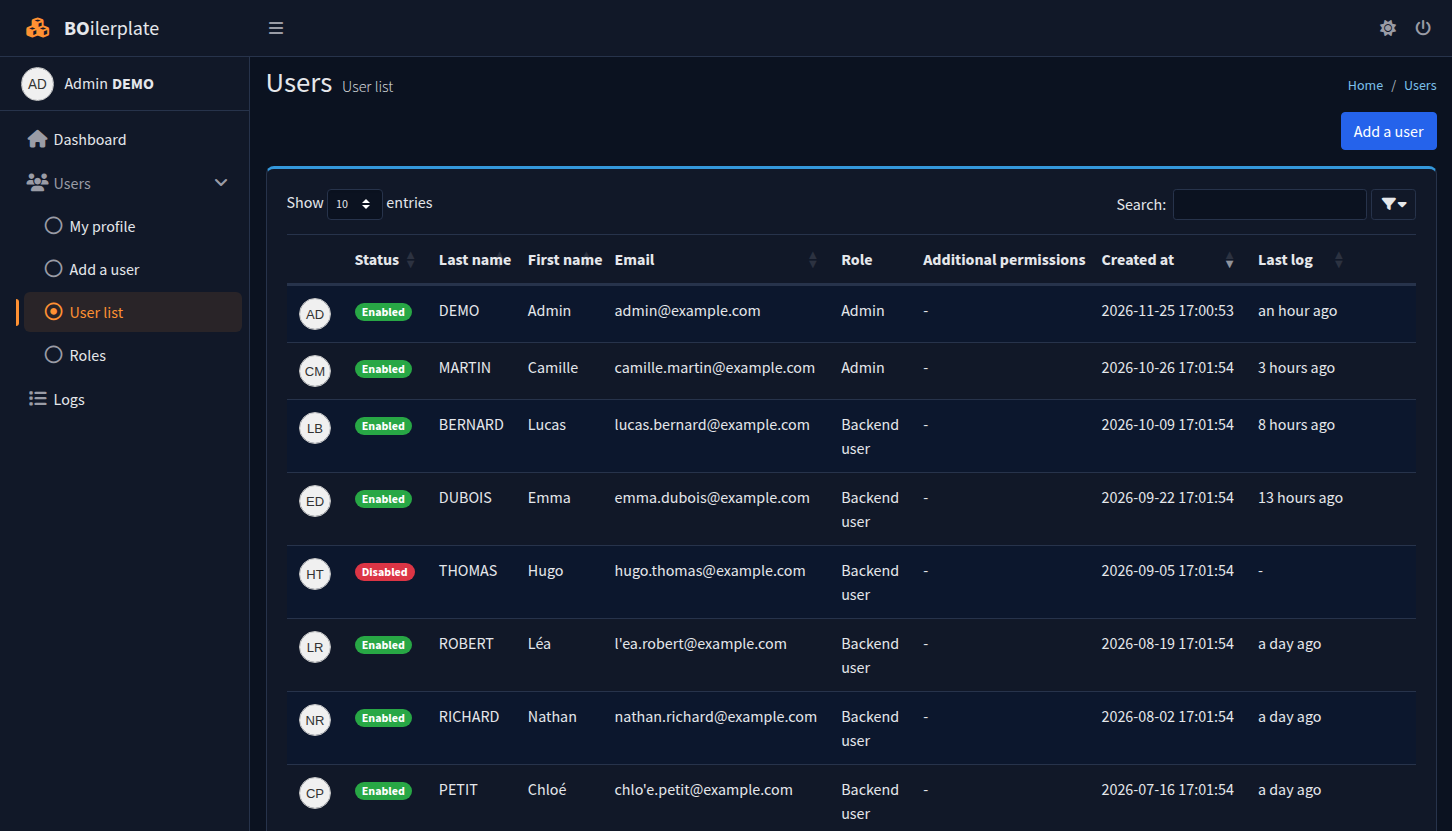 BOilerplate
AD Admin DEMO
Dashboard
Users
My profile
Add a user
User list
Roles
Logs
Users User list
Home / Users
Add a user
Show 10 entries
Search:
Status Last name First name Email Role Additional permissions Created at Last log
AD Enabled DEMO Admin admin@example.com Admin - 2026-11-25 17:00:53 an hour ago
CM Enabled MARTIN Camille camille.martin@example.com Admin - 2026-10-26 17:01:54 3 hours ago
LB Enabled BERNARD Lucas lucas.bernard@example.com Backend - 2026-10-09 17:01:54 8 hours ago
user
ED Enabled DUBOIS Emma emma.dubois@example.com Backend - 2026-09-22 17:01:54 13 hours ago
user
HT Disabled THOMAS Hugo hugo.thomas@example.com Backend - 2026-09-05 17:01:54 -
user
LR Enabled ROBERT Léa l'ea.robert@example.com Backend - 2026-08-19 17:01:54 a day ago
user
NR Enabled RICHARD Nathan nathan.richard@example.com Backend - 2026-08-02 17:01:54 a day ago
user
CP Enabled PETIT Chloé chlo'e.petit@example.com Backend - 2026-07-16 17:01:54 a day ago
user